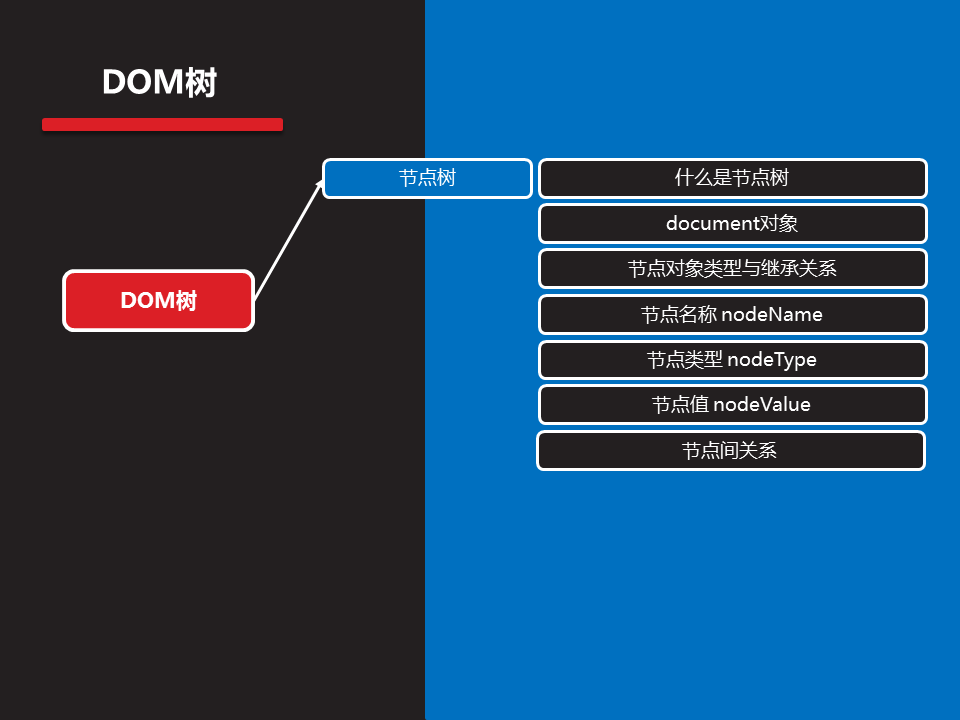 DOM树
节点树
什么是节点树
document对象
节点对象类型与继承关系
DOM树
节点名称 nodeName
节点类型 nodeType
节点值 nodeValue
节点间关系